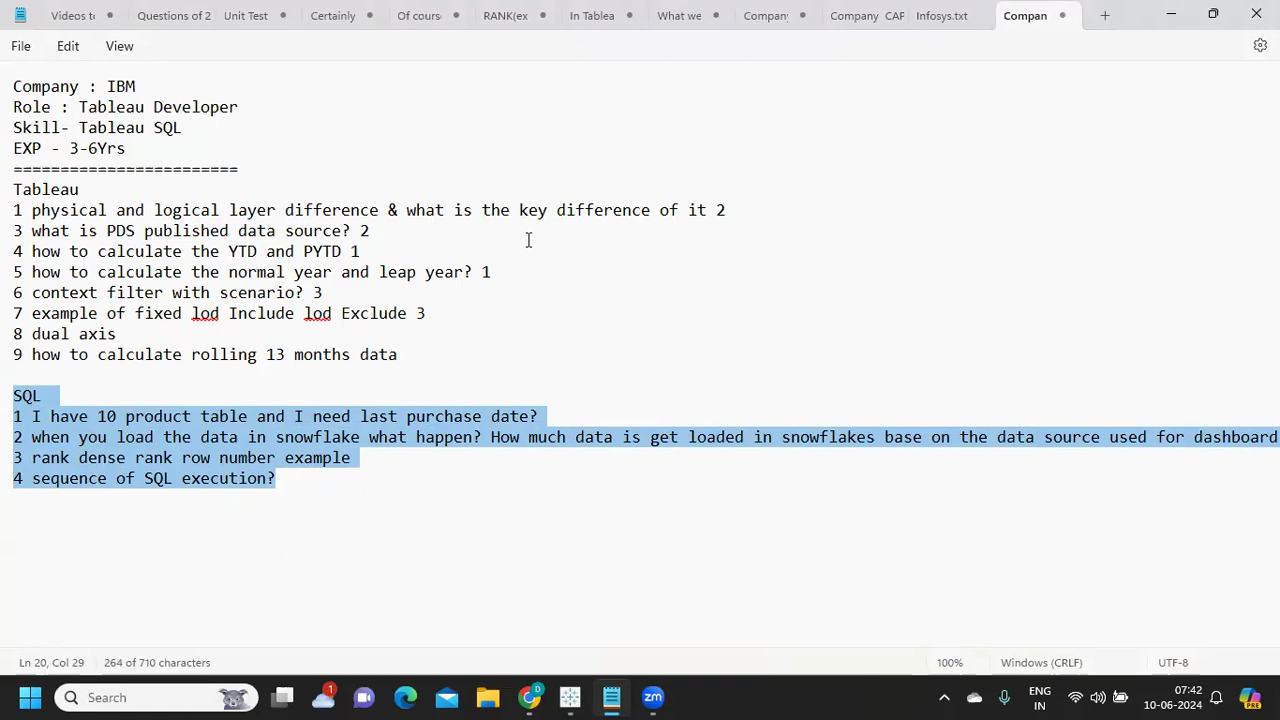 Videos t
Questions of 2
Unit Test
Certainly
Of cours
RANK(ex
In Tablea
What we
Company
Company CAP
Infosys.txt
Compan
File
Edit
View
Company : IBM
Role : Tableau Developer
Skill- Tableau SQL
EXP - 3-6Yrs
========================
Tableau
1 physical and logical layer difference & what is the key difference of it 2
3 what is PDS published data source? 2
4 how to calculate the YTD and PYTD 1
5 how to calculate the normal year and leap year? 1
6 context filter with scenario? 3
7 example of fixed lod Include lod Exclude 3
8 dual axis
9 how to calculate rolling 13 months data
SQL
1 I have 10 product table and I need last purchase date?
2 when you load the data in snowflake what happen? How much data is get loaded in snowflakes base on the data source used for dashboard
3 rank dense rank row number example
4 sequence of SQL execution?
Ln 20, Col 29
264 of 710 characters
100%
Windows (CRLF)
UTF-8
Search
1
zm
ENG
IN
07:42
10-06-2024
PRE